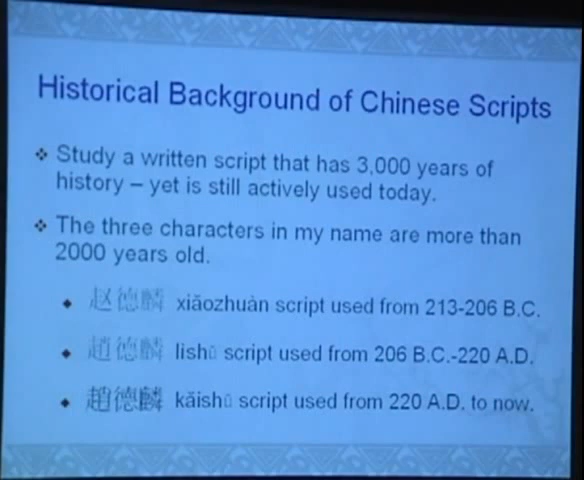 Historical Background of Chinese Scripts
❖ Study a written script that has 3,000 years of
history – yet is still actively used today.
❖ The three characters in my name are more than
2000 years old.
◆ 赵德麟 xiăozhuàn script used from 213-206 B.C.
◆ 趙德麟 lishū script used from 206 B.C.-220 A.D.
◆ 趙德麟 kăishū script used from 220 A.D. to now.